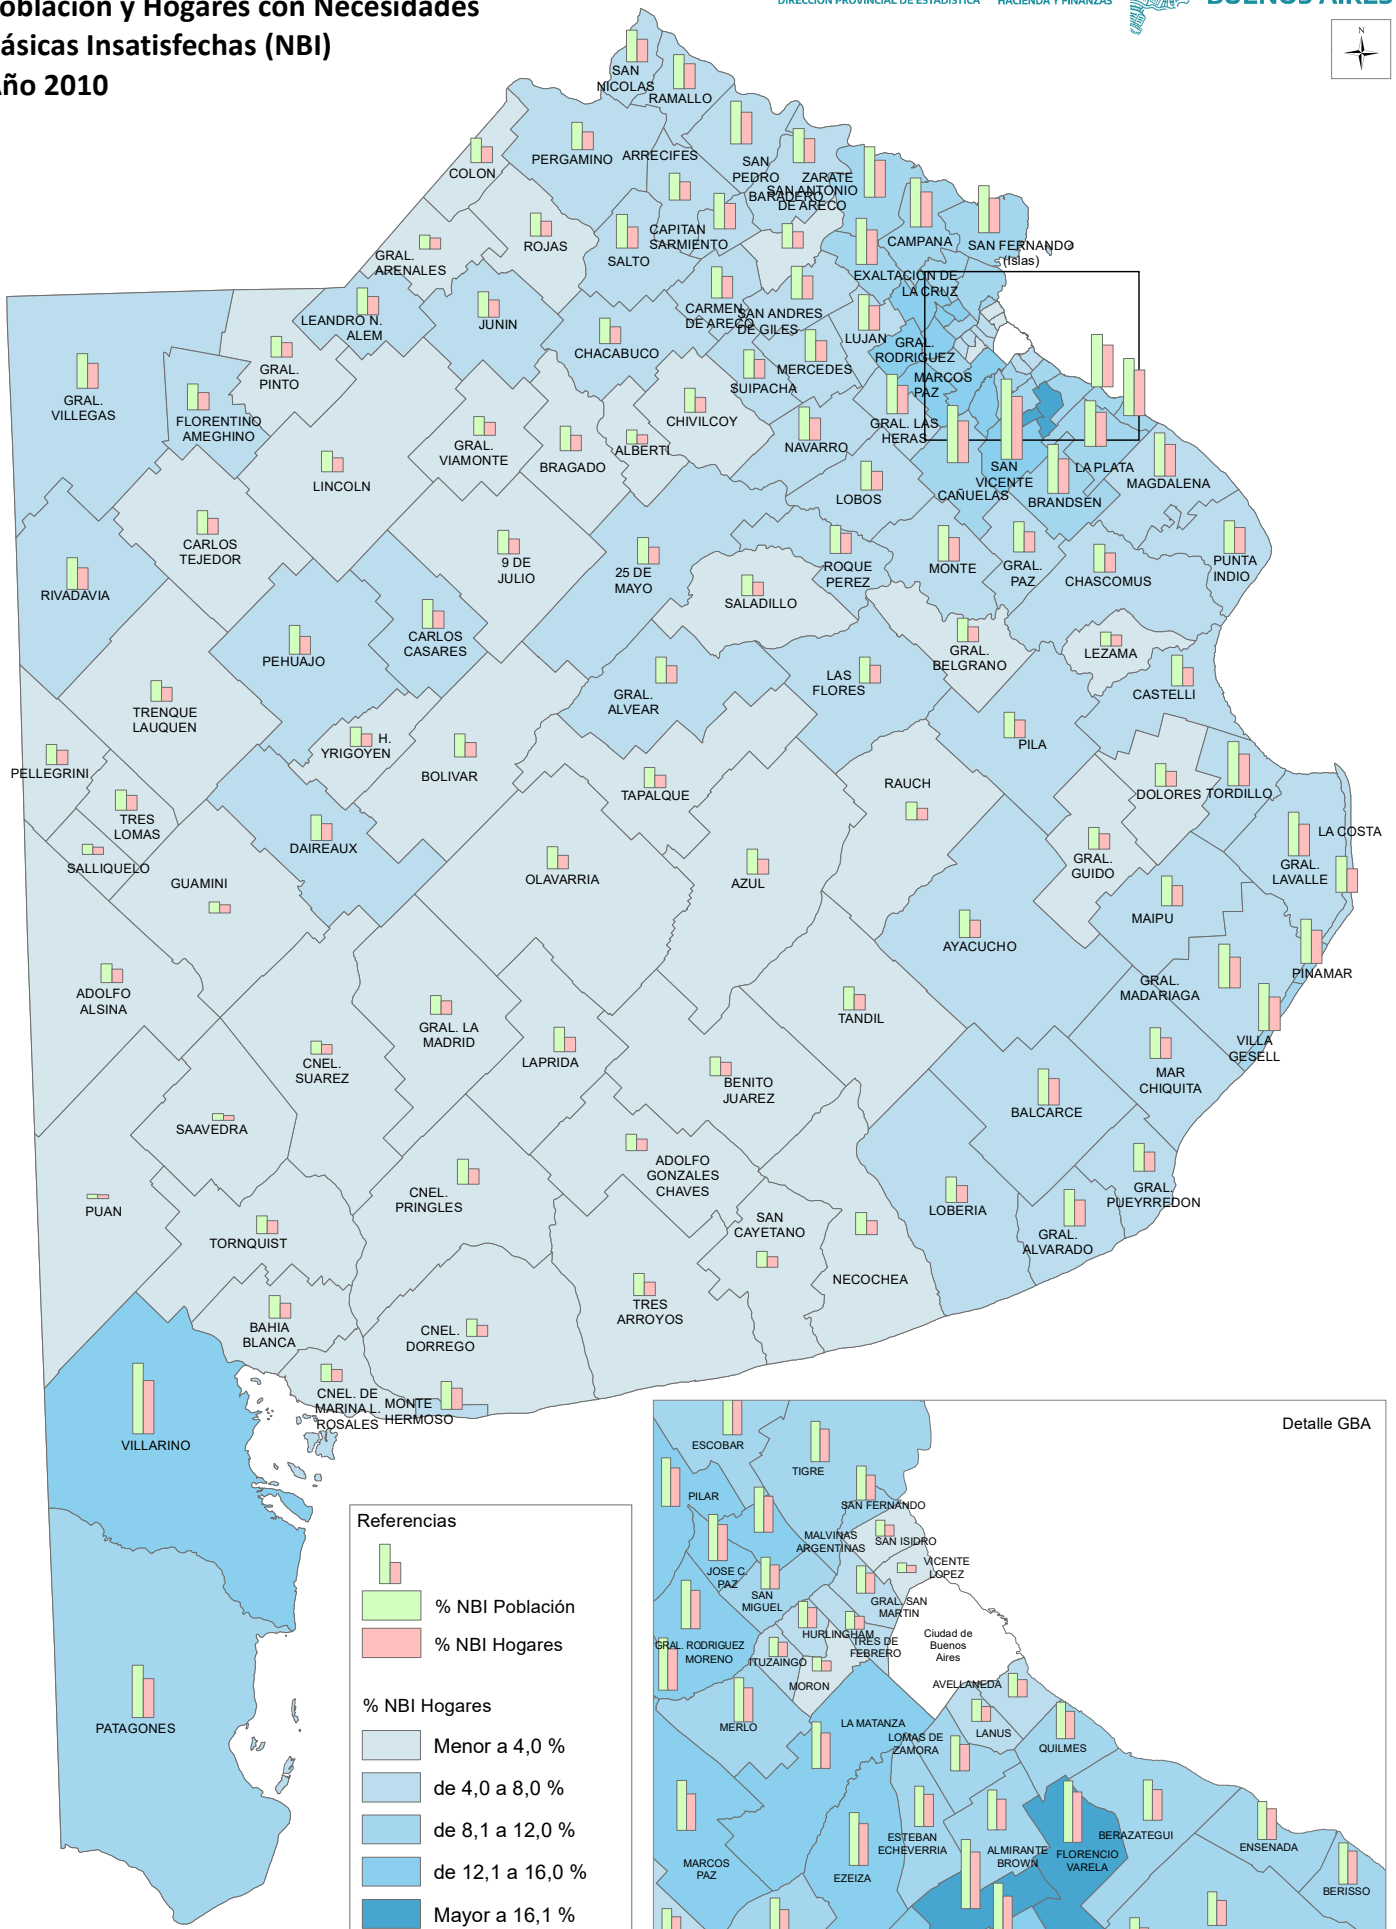 oblación y Hogares con Necesidades
ásicas Insatisfechas (NBI)
ño 2010
DIRECCIÓN PROVINCIAL DE ESTADÍSTICA
HACIENDA Y FINANZAS
BUENOS AIRES
N
SAN
NICOLAS
RAMALLO
COLON
PERGAMINO
ARRECIFES
SAN
PEDRO
ZARATE
BARADERO
SAN ANTONIO
DE ARECO
GRAL.
ARENALES
ROJAS
SALTO
CAPITAN
SARMIENTO
CAMPANA
SAN FERNANDO
(Islas)
EXALTACION DE
LA CRUZ
LEANDRO N.
ALEM
JUNIN
CARMEN
DE ARECO
SAN ANDRES
DE GILES
LUJAN
GRAL.
RODRIGUEZ
CHACABUCO
GRAL.
PINTO
MERCEDES
SUIPACHA
MARCOS
PAZ
GRAL.
VILLEGAS
FLORENTINO
AMEGHINO
CHIVILCOY
GRAL. LAS
HERAS
GRAL.
VIAMONTE
BRAGADO
ALBERTI
NAVARRO
LINCOLN
LOBOS
CAÑUELAS
SAN
VICENTE
LA PLATA
BRANDSEN
MAGDALENA
CARLOS
TEJEDOR
9 DE
JULIO
25 DE
MAYO
ROQUE
PEREZ
MONTE
GRAL.
PAZ
CHASCOMUS
PUNTA
INDIO
RIVADAVIA
SALADILLO
CARLOS
CASARES
PEHUAJO
GRAL.
BELGRANO
LEZAMA
TRENQUE
LAUQUEN
GRAL.
ALVEAR
LAS
FLORES
CASTELLI
H.
YRIGOYEN
PILA
PELLEGRINI
BOLIVAR
TAPALQUE
RAUCH
DOLORES
TORDILLO
TRES
LOMAS
LA COSTA
SALLIQUELO
DAIREAUX
GUAMINI
OLAVARRIA
AZUL
GRAL.
GUIDO
GRAL.
LAVALLE
MAIPU
AYACUCHO
ADOLFO
ALSINA
GRAL.
MADARIAGA
PINAMAR
GRAL. LA
MADRID
TANDIL
LAPRIDA
CNEL.
SUAREZ
VILLA
GESELL
BENITO
JUAREZ
MAR
CHIQUITA
SAAVEDRA
BALCARCE
ADOLFO
GONZALES
CHAVES
CNEL.
PRINGLES
GRAL.
PUEYRREDON
PUAN
LOBERIA
TORNQUIST
SAN
CAYETANO
GRAL.
ALVARADO
NECOCHEA
TRES
ARROYOS
BAHIA
BLANCA
CNEL.
DORREGO
CNEL. DE
MARINA L.
ROSALES
MONTE
HERMOSO
VILLARINO
PATAGONES
Referencias
% NBI Población
% NBI Hogares
% NBI Hogares
Menor a 4,0 %
de 4,0 a 8,0 %
de 8,1 a 12,0 %
de 12,1 a 16,0 %
Mayor a 16,1 %
Detalle GBA
ESCOBAR
TIGRE
PILAR
SAN FERNANDO
MALVINAS
ARGENTINAS
SAN ISIDRO
VICENTE
LOPEZ
JOSE C.
PAZ
SAN
MIGUEL
GRAL. SAN
MARTIN
HURLINGHAM
TRES DE
FEBRERO
Ciudad de
Buenos
Aires
GRAL. RODRIGUEZ
MORENO
ITUZAINGO
MORON
AVELLANEDA
MERLO
LA MATANZA
LOMAS DE
ZAMORA
LANUS
QUILMES
ESTEBAN
ECHEVERRIA
ALMIRANTE
BROWN
FLORENCIO
VARELA
BERAZATEGUI
ENSENADA
MARCOS
PAZ
EZEIZA
BERISSO